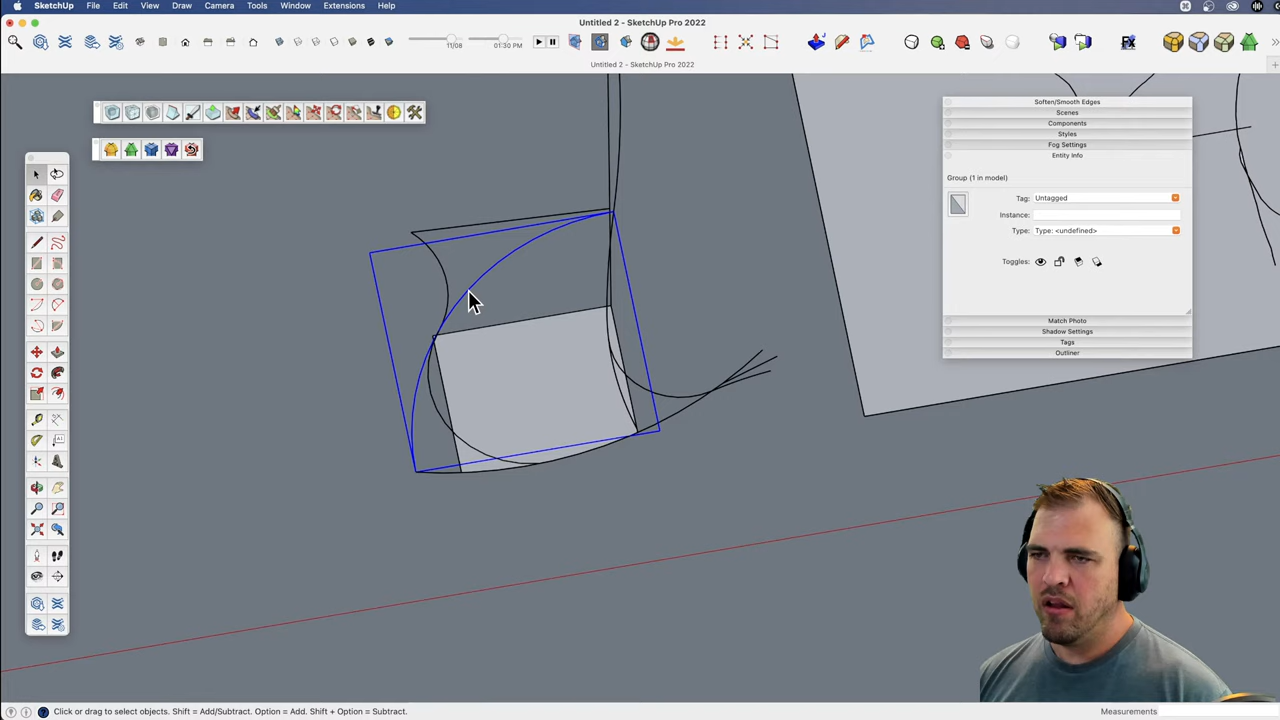 SketchUp File Edit View Draw Camera Tools Window Extensions Help
Untitled 2 - SketchUp Pro 2022
11/08 01:30 PM
Untitled 2 - SketchUp Pro 2022
Soften/Smooth Edges
Scenes
Components
Styles
Fog Settings
Entity Info
Group (1 in model)
Tag: Untagged
Instance:
Type: Type: <undefined>
Toggles:
Match Photo
Shadow Settings
Tags
Outliner
Click or drag to select objects. Shift = Add/Subtract. Option = Add. Shift + Option = Subtract.
Measurements